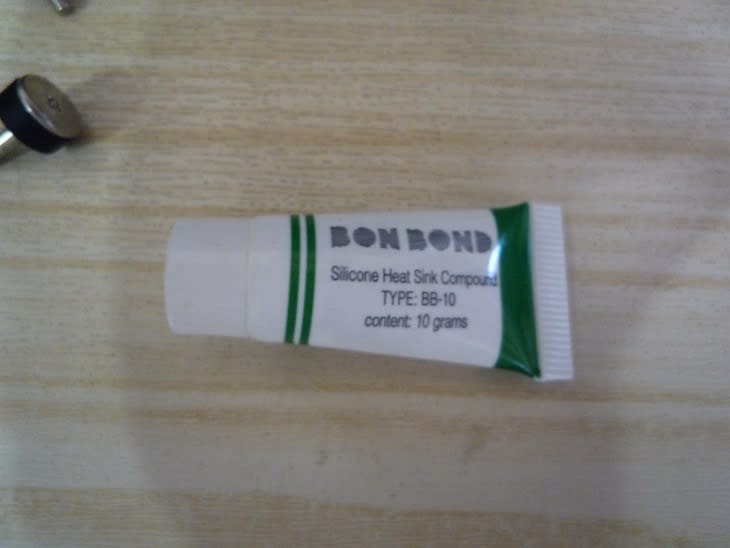 BON BOND
Silicone Heat Sink Compound
TYPE: BB-10
content: 10 grams